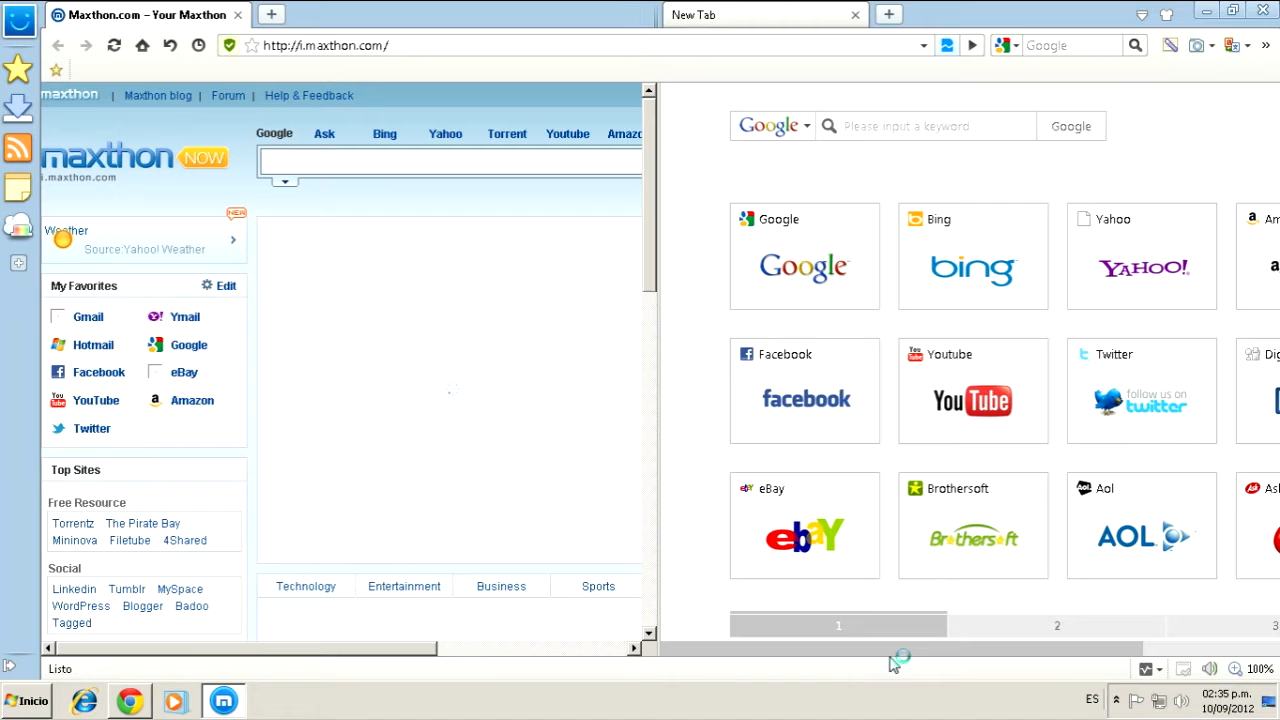 Maxthon.com - Your Maxthon
New Tab
http://i.maxthon.com/
Google
maxthon
Maxthon blog
Forum
Help & Feedback
Google
Ask
Bing
Yahoo
Torrent
Youtube
Amazo
maxthon NOW
i.maxthon.com
NEW
Weather
Source:Yahoo! Weather
My Favorites
Edit
Gmail
Ymail
Hotmail
Google
Facebook
eBay
YouTube
Amazon
Twitter
Top Sites
Free Resource
Torrentz The Pirate Bay
Mininova Filetube 4Shared
Social
Linkedin Tumblr MySpace
WordPress Blogger Badoo
Tagged
Technology
Entertainment
Business
Sports
Google
Please input a keyword
Google
Google
Google
Bing
bing
Yahoo
YAHOO!
Am
a
Facebook
facebook
Youtube
YouTube
Twitter
follow us on
twitter
Dig
eBay
ebay
Brothersoft
Brothersoft
Aol
AOL
Ask
1
2
3
Listo
100%
Inicio
ES
02:35 p.m.
10/09/2012